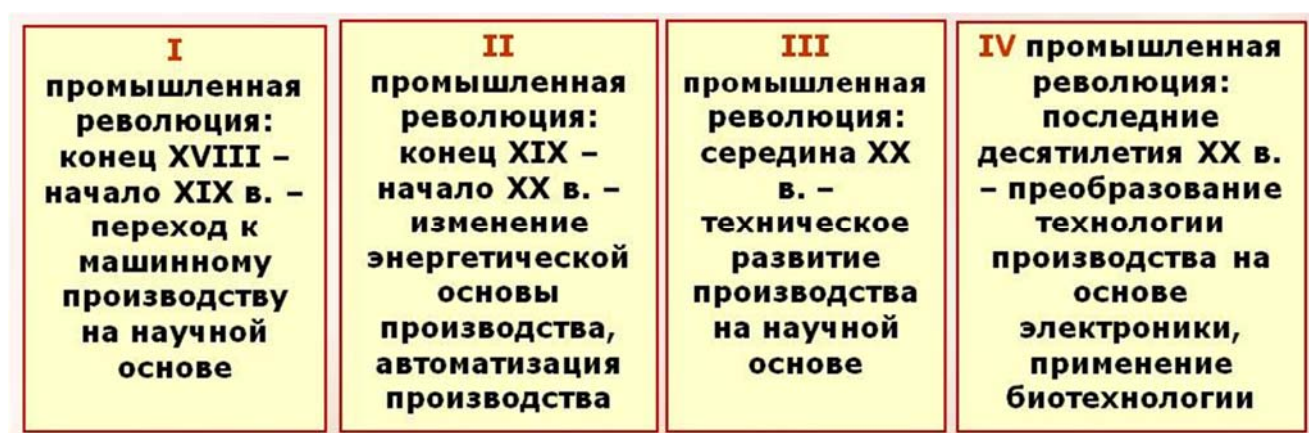 I
промышленная
революция:
конец XVIII –
начало XIX в. –
переход к
машинному
производству
на научной
основе
II
промышленная
революция:
конец XIX –
начало XX в. –
изменение
энергетической
основы
производства,
автоматизация
производства
III
промышленная
революция:
середина XX
в. –
техническое
развитие
производства
на научной
основе
IV промышленная
революция:
последние
десятилетия XX в.
– преобразование
технологии
производства на
основе
электроники,
применение
биотехнологии